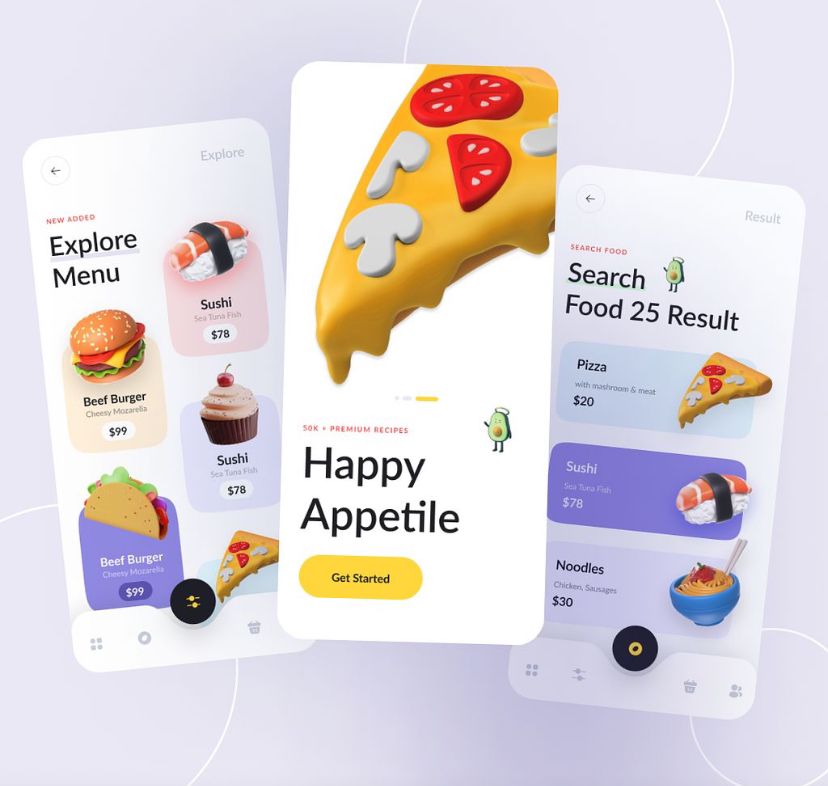 Explore
NEW ADDED
Explore
Menu
Sushi
Sea Tuna Fish
$78
Beef Burger
Cheesy Mozarella
$99
Sushi
Sea Tuna Fish
$78
Beef Burger
Cheesy Mozarella
$99
50K + PREMIUM RECIPES
Happy
Appetile
Get Started
Result
SEARCH FOOD
Search
Food 25 Result
Pizza
with mashroom & meat
$20
Sushi
Sea Tuna Fish
$78
Noodles
Chicken, Sausages
$30